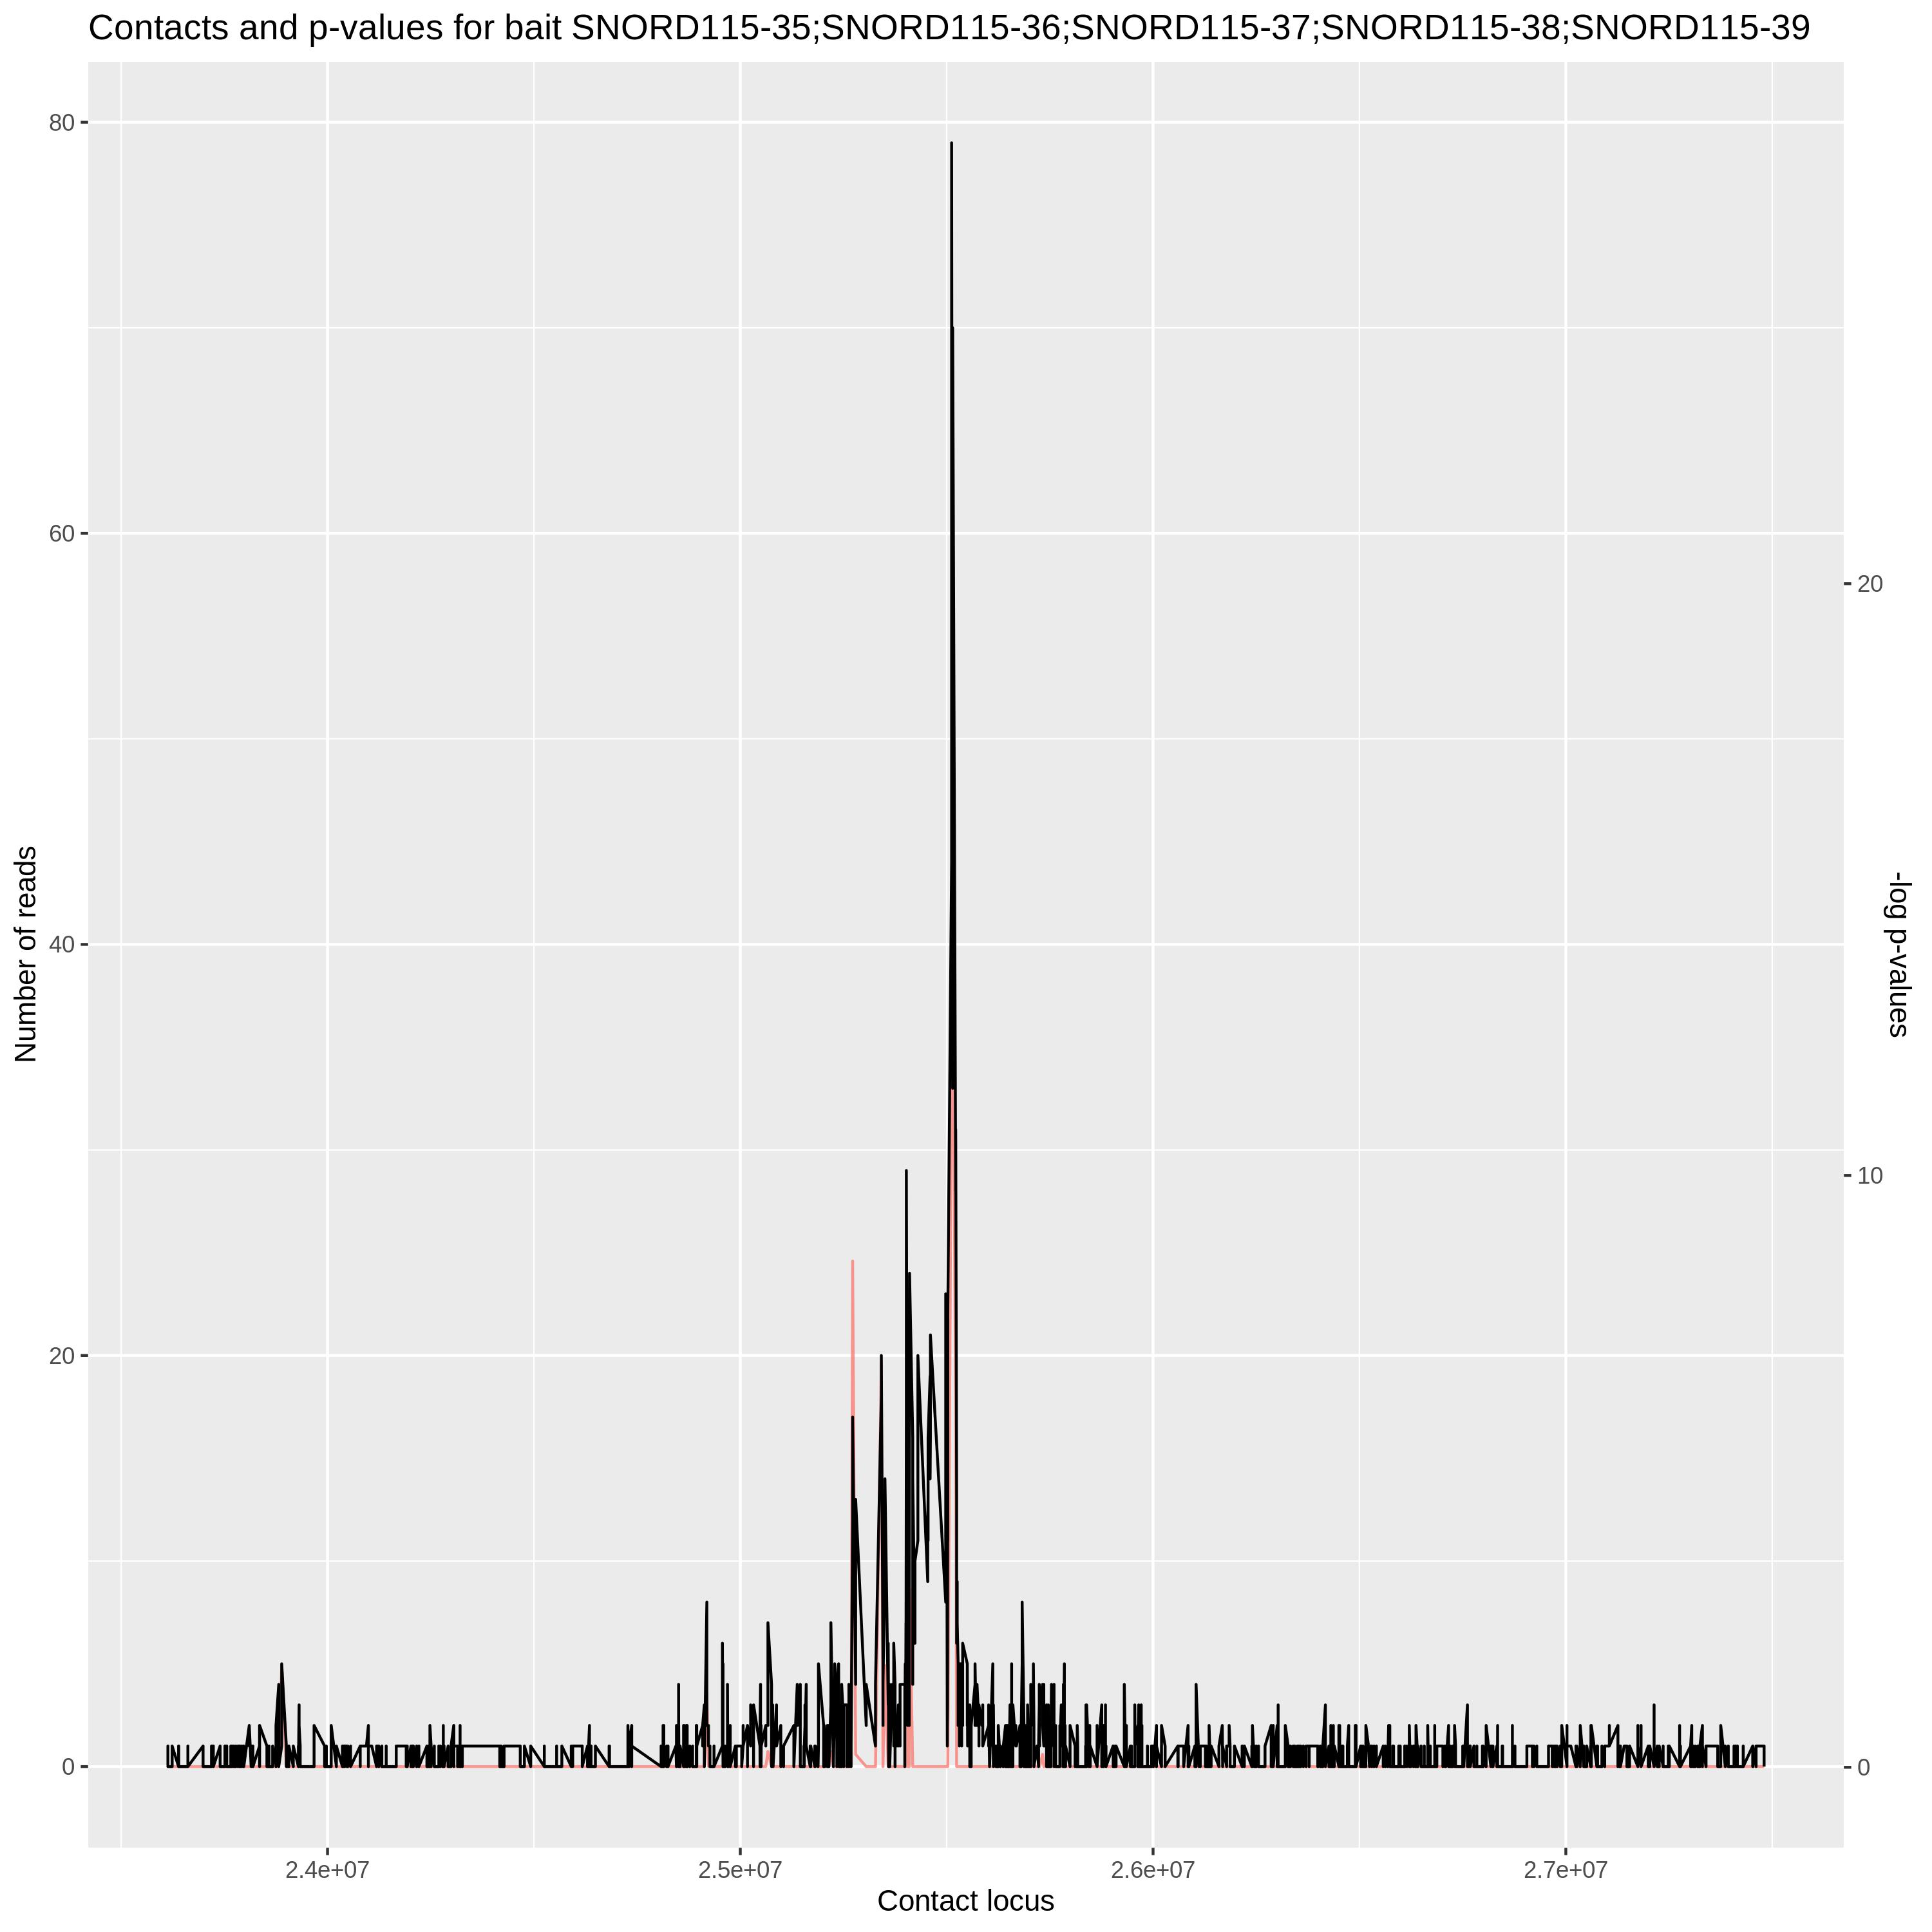 Contacts and p-values for bait SNORD115-35;SNORD115-36;SNORD115-37;SNORD115-38;SNORD115-39
80
60
40
20
0
Number of reads
20
10
0
-log p-values
2.4e+07
2.5e+07
2.6e+07
2.7e+07
Contact locus